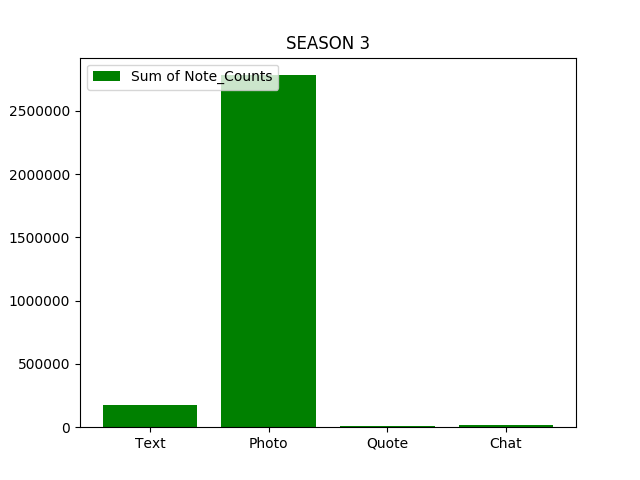 SEASON 3
Sum of Note_Counts
2500000
2000000
1500000
1000000
500000
0
Text
Photo
Quote
Chat